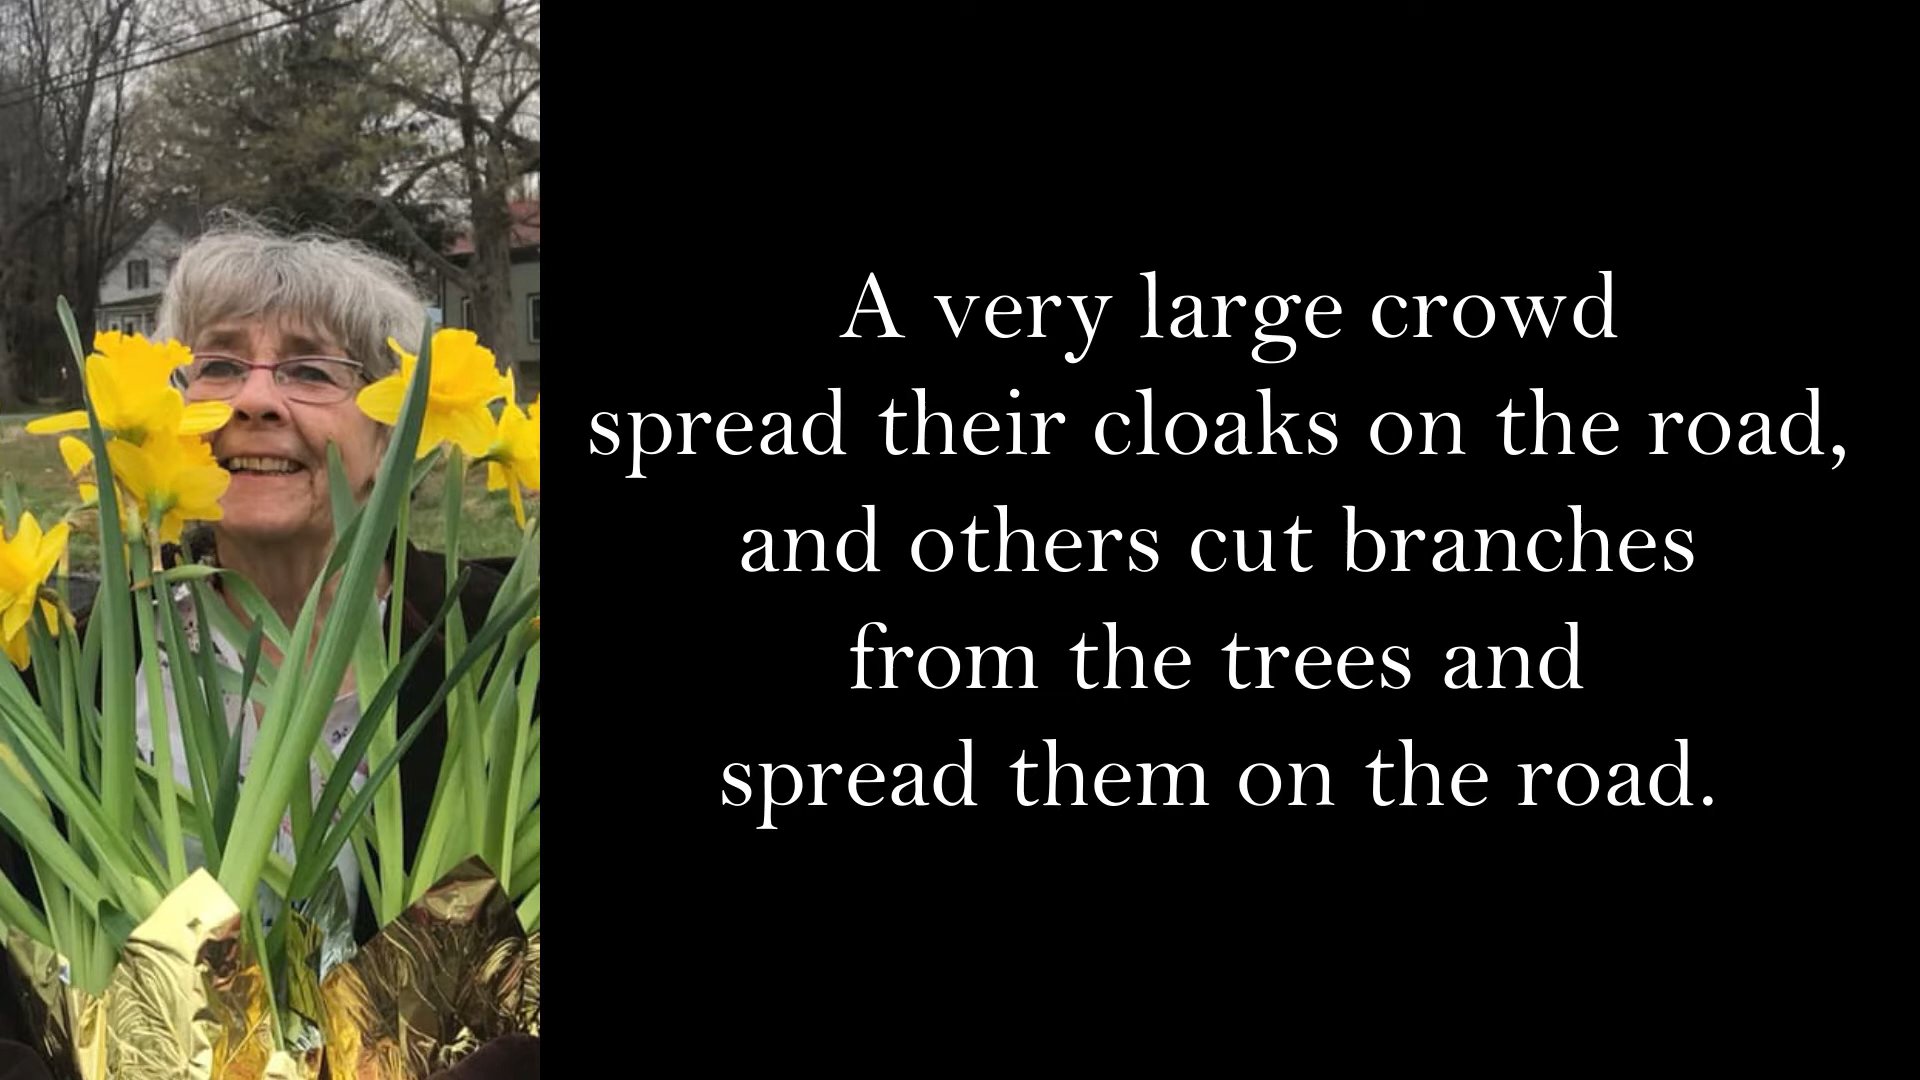 A very large crowd
spread their cloaks on the road,
and others cut branches
from the trees and
spread them on the road.